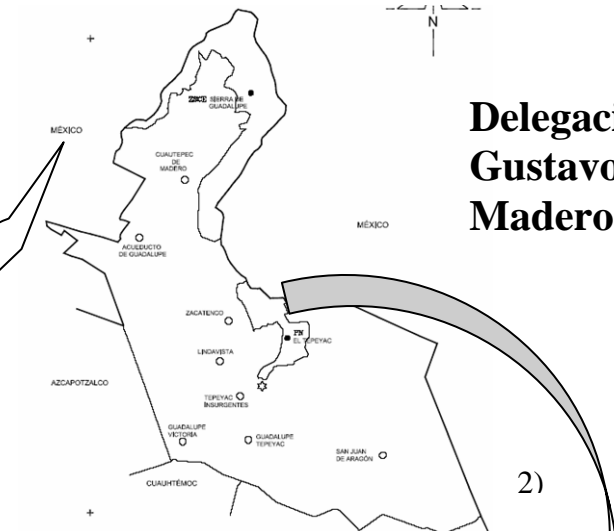 N
Delegaci
Gustavo
Madero
ZSCE SIERRA DE
GUADALUPE
MÉXICO
CUAUTEPEC
DE
MADERO
MÉXICO
ACUEDUCTO
DE GUADALUPE
ZACATENCO
PN
EL TEPEYAC
LINDAVISTA
AZCAPOTZALCO
TEPEYAC
INSURGENTES
GUADALUPE
VICTORIA
GUADALUPE
TEPEYAC
SAN JUAN
DE ARAGÓN
CUAUHTÉMOC
2)